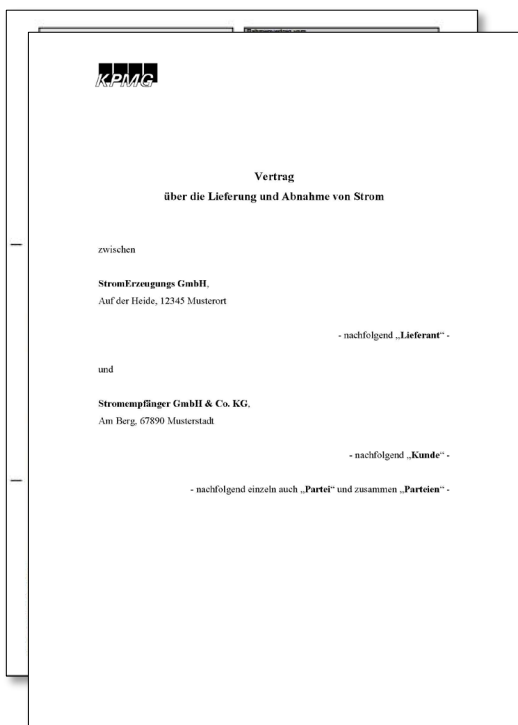 KPMG
Vertrag
über die Lieferung und Abnahme von Strom
zwischen
StromErzeugungs GmbH,
Auf der Heide, 12345 Musterort
- nachfolgend „Lieferant“ -
und
Stromempfänger GmbH & Co. KG,
Am Berg, 67890 Musterstadt
- nachfolgend „Kunde“ -
- nachfolgend einzeln auch „Partei“ und zusammen „Parteien“ -